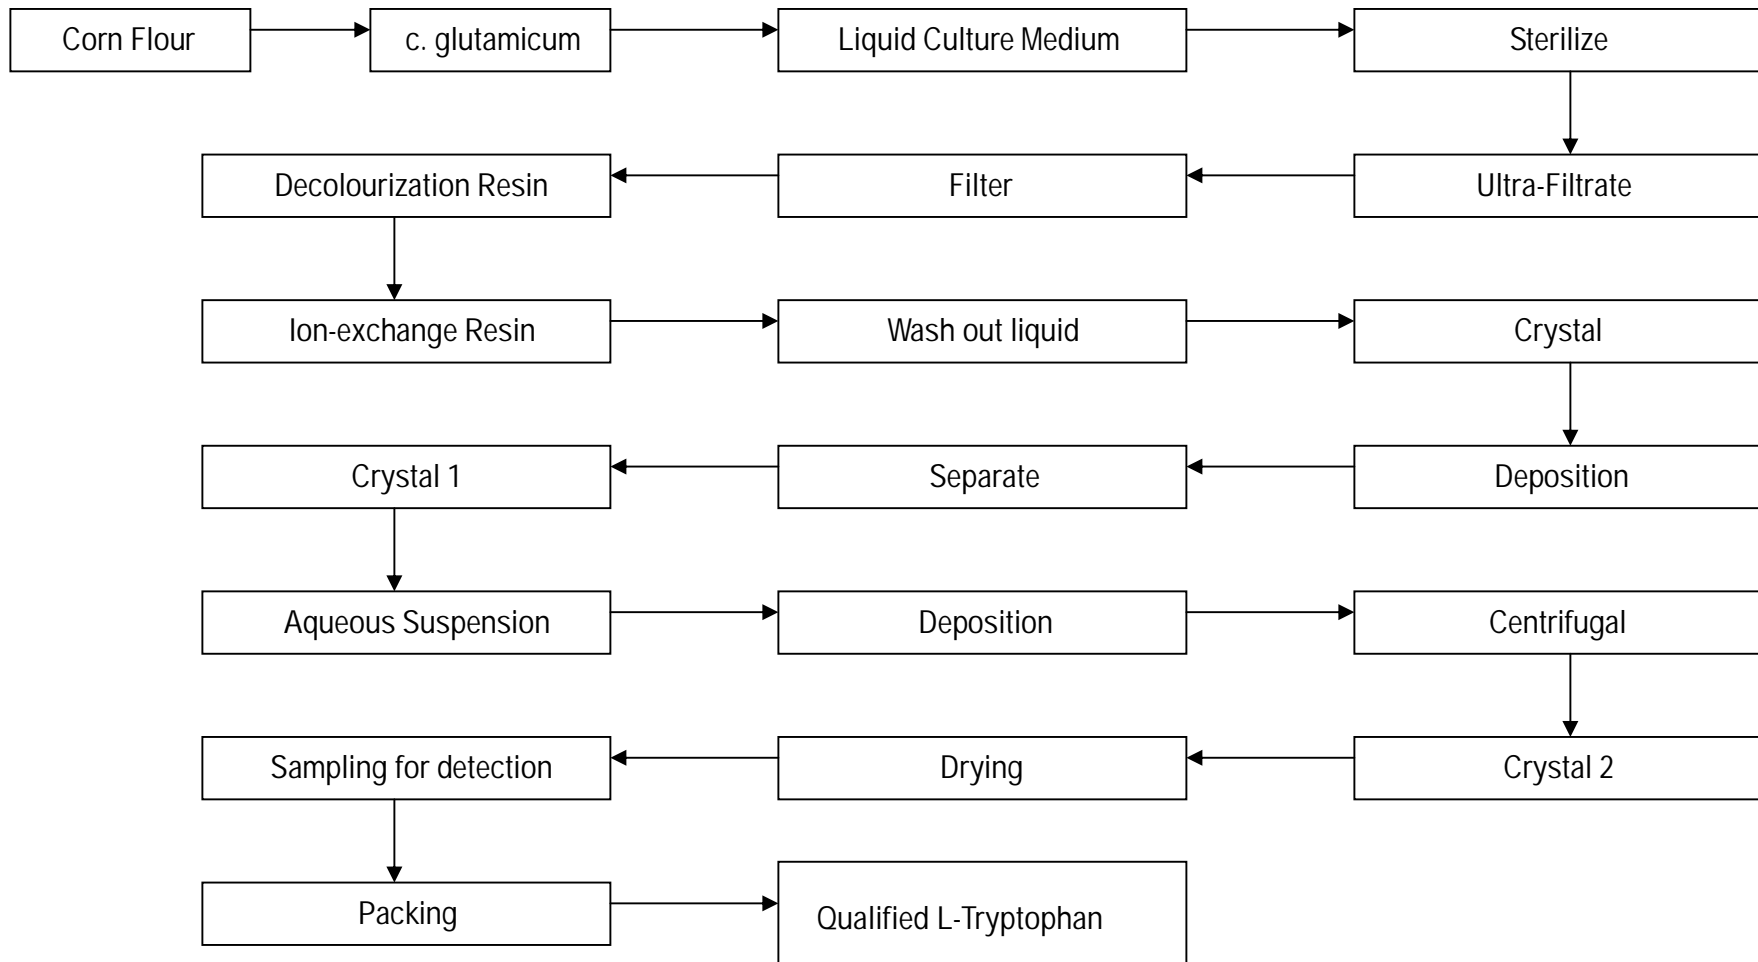 Corn Flour
c. glutamicum
Liquid Culture Medium
Sterilize
Decolourization Resin
Filter
Ultra-Filtrate
Ion-exchange Resin
Wash out liquid
Crystal
Crystal 1
Separate
Deposition
Aqueous Suspension
Deposition
Centrifugal
Sampling for detection
Drying
Crystal 2
Packing
Qualified L-Tryptophan